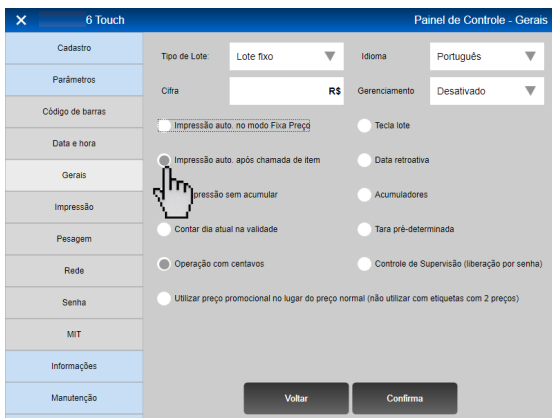 6 Touch
Painel de Controle - Gerais
Cadastro
Parâmetros
Código de barras
Data e hora
Gerais
Impressão
Pesagem
Rede
Senha
MIT
Informações
Manutenção
Tipo de Lote:
Lote fixo
Idioma
Português
Cifra
R$
Gerenciamento
Desativado
Impressão auto. no modo Fixa Preço
Tecla lote
Impressão auto. após chamada de item
Data retroativa
pressão sem acumular
Acumuladores
Contar dia atual na validade
Tara pré-determinada
Operação com centavos
Controle de Supervisão (liberação por senha)
Utilizar preço promocional no lugar do preço normal (não utilizar com etiquetas com 2 preços)
Voltar
Confirma